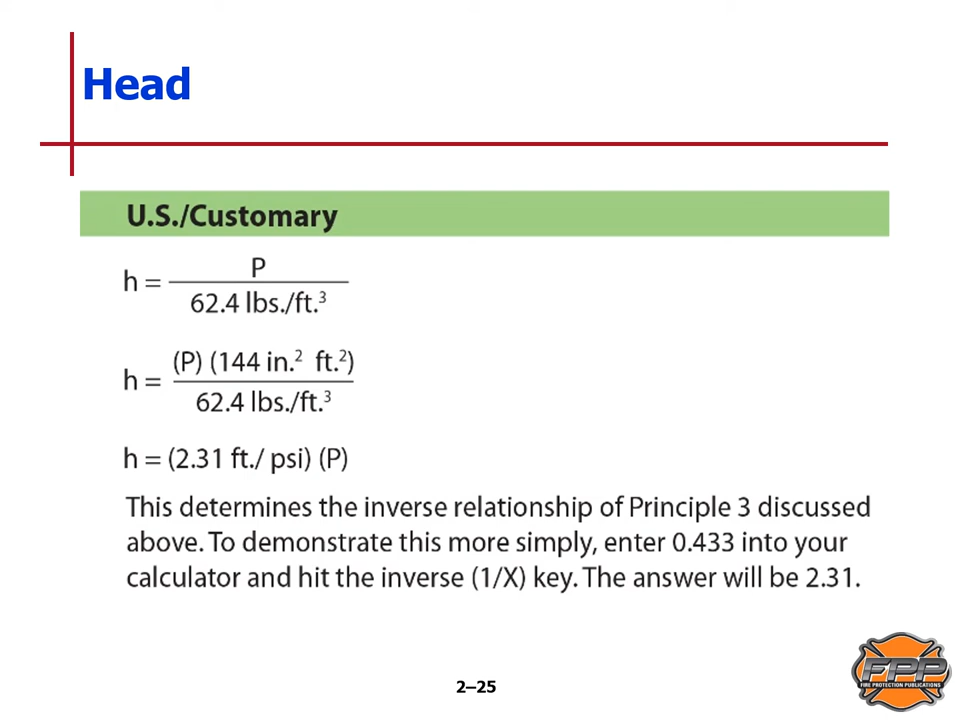 Head
U.S./Customary
h = P
62.4 lbs./ft.³
h = (P) (144 in.² ft.²)
62.4 lbs./ft.³
h = (2.31 ft./ psi) (P)
This determines the inverse relationship of Principle 3 discussed
above. To demonstrate this more simply, enter 0.433 into your
calculator and hit the inverse (1/X) key. The answer will be 2.31.
FPP
FIRE PROTECTION PUBLICATIONS
2–25